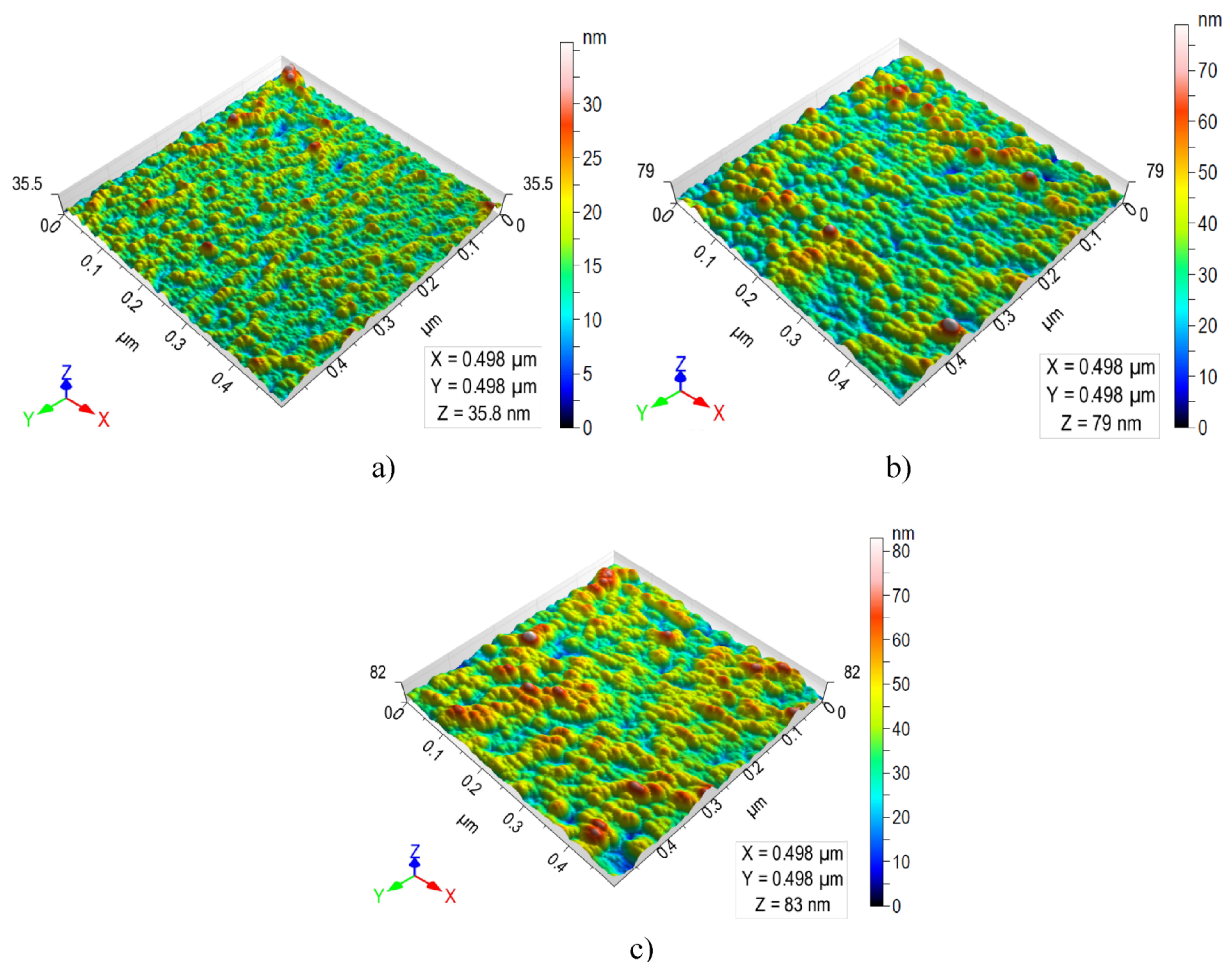 nm
35.5
30
25
20
15
10
5
0
35.5
0
0
0.1
0.2
0.3
0.4
µm
0
0.1
0.2
0.3
0.4
µm
X = 0.498 µm
Y = 0.498 µm
Z = 35.8 nm
Z
Y
X
a)
nm
70
60
50
40
30
20
10
0
79
79
0
0
0.1
0.2
0.3
0.4
µm
0
0.1
0.2
0.3
0.4
µm
X = 0.498 µm
Y = 0.498 µm
Z = 79 nm
Z
Y
X
b)
nm
80
70
60
50
40
30
20
10
0
82
82
0
0
0.1
0.2
0.3
0.4
µm
0
0.1
0.2
0.3
0.4
µm
X = 0.498 µm
Y = 0.498 µm
Z = 83 nm
Z
Y
X
c)